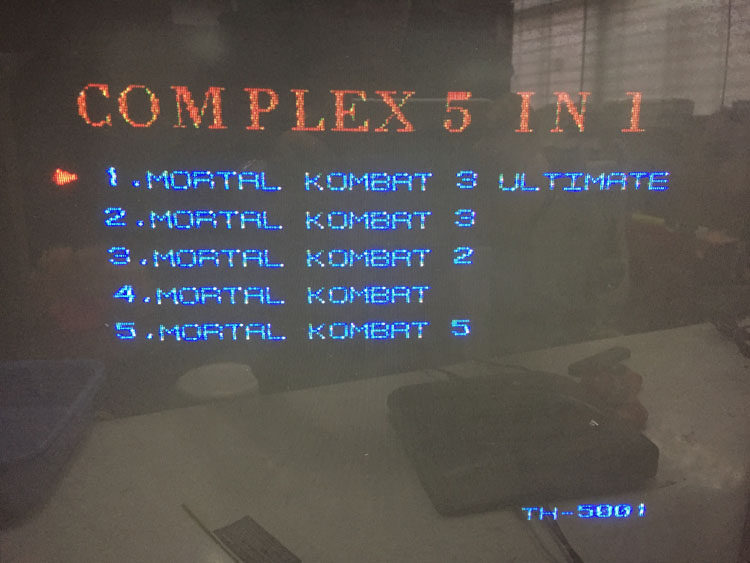 COMPLEX 5 IN 1
1.MORTAL KOMBAT 3 ULTIMATE
2.MORTAL KOMBAT 3
3.MORTAL KOMBAT 2
4.MORTAL KOMBAT
5.MORTAL KOMBAT 5
TH-5001